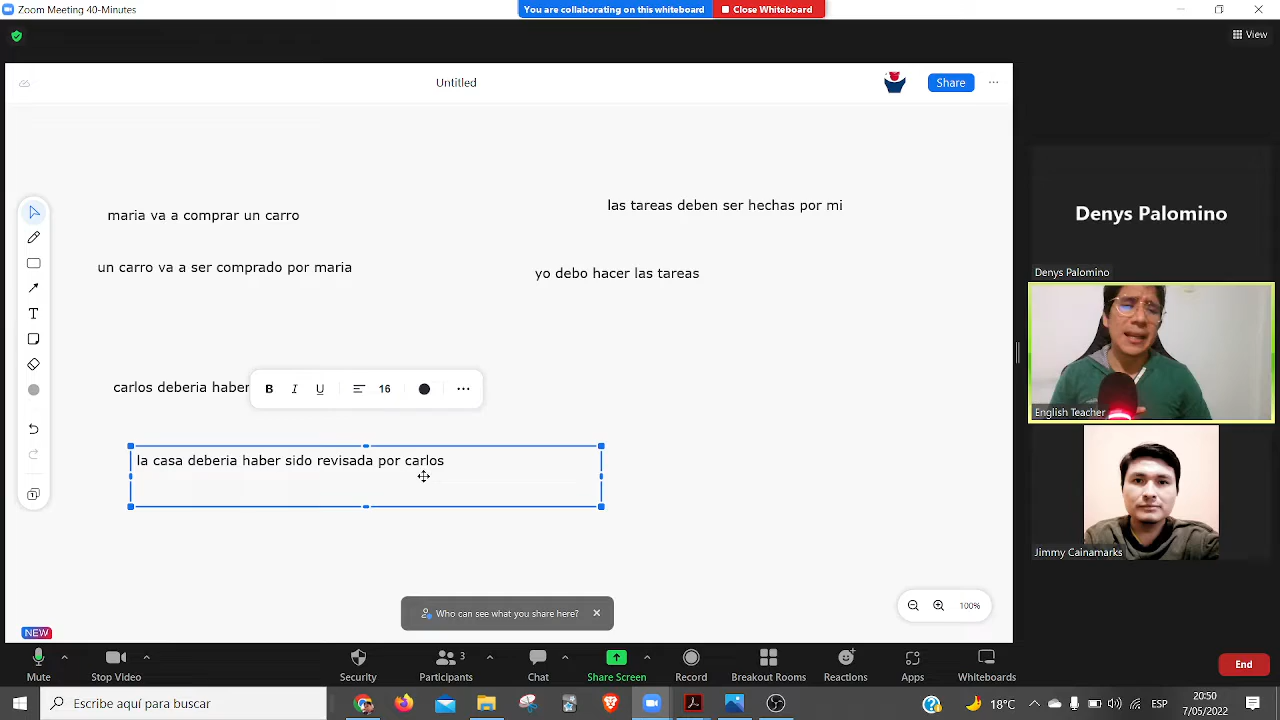 Zoom Meeting 40-Minutes
You are collaborating on this whiteboard
Close Whiteboard
View
Untitled
Share
maria va a comprar un carro
las tareas deben ser hechas por mi
un carro va a ser comprado por maria
yo debo hacer las tareas
carlos deberia haber
B I U 16
la casa deberia haber sido revisada por carlos
T
Who can see what you share here?
100%
NEW
Denys Palomino
Denys Palomino
English Teacher
Jimmy Cainamarks
Mute
Stop Video
Security
Participants
3
Chat
Share Screen
Record
Breakout Rooms
Reactions
Apps
Whiteboards
End
Escribe aquí para buscar
18°C
ESP
20:50
7/05/2022